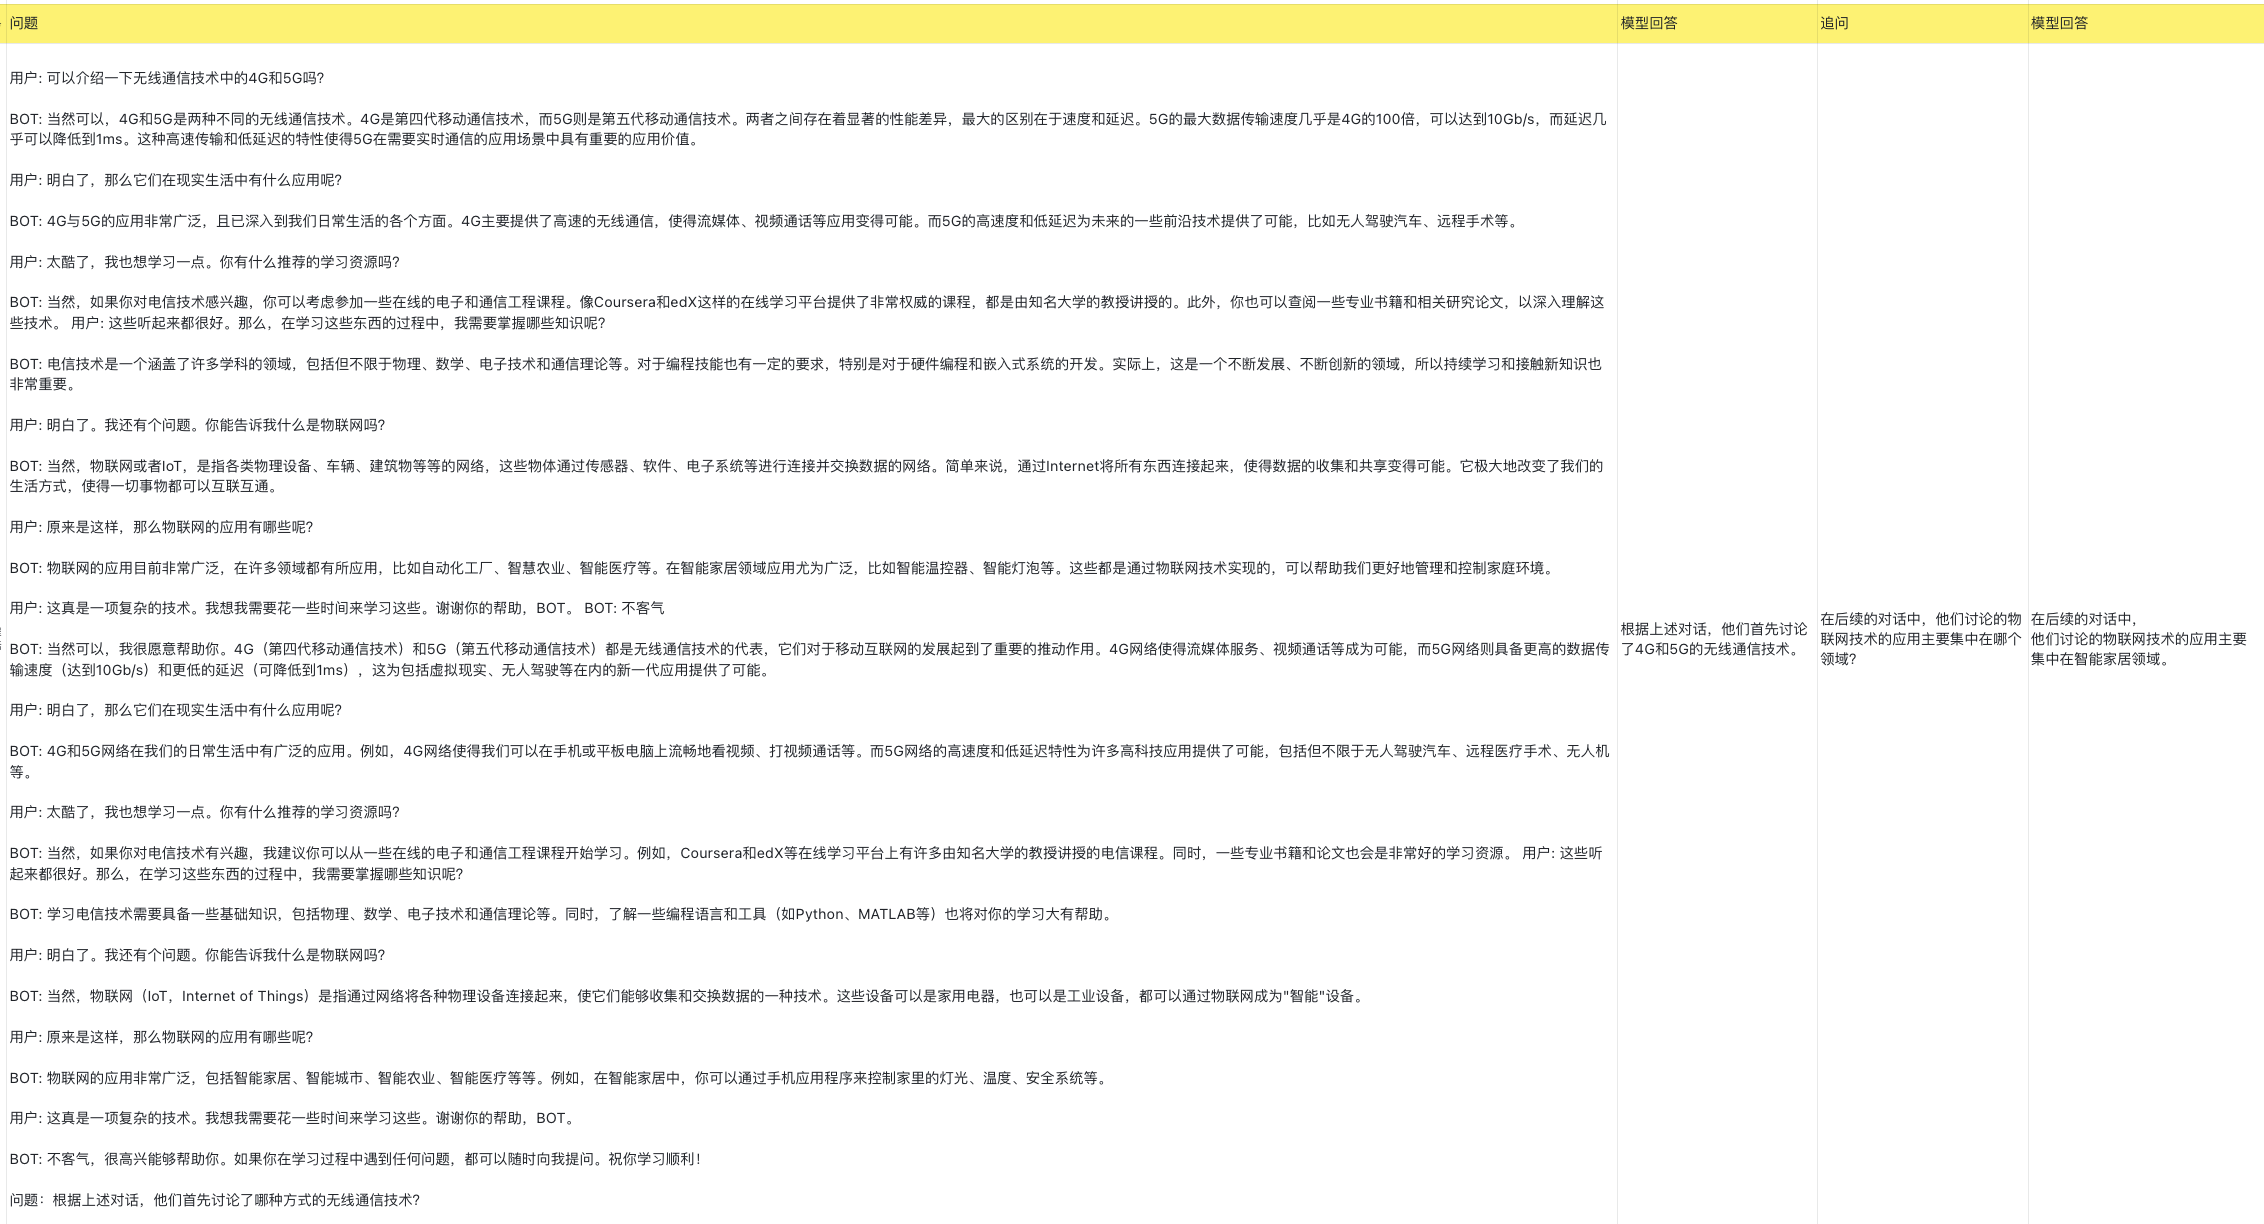 问题
模型回答
追问
模型回答
用户: 可以介绍一下无线通信技术中的4G和5G吗?
BOT: 当然可以，4G和5G是两种不同的无线通信技术。4G是第四代移动通信技术，而5G则是第五代移动通信技术。两者之间存在着显著的性能差异，最大的区别在于速度和延迟。5G的最大数据传输速度几乎是4G的100倍，可以达到10Gb/s，而延迟几
乎可以降低到1ms。这种高速传输和低延迟的特性使得5G在需要实时通信的应用场景中具有重要的应用价值。
用户: 明白了，那么它们在现实生活中有什么应用呢?
BOT: 4G与5G的应用非常广泛，且已深入到我们日常生活的各个方面。4G主要提供了高速的无线通信，使得流媒体、视频通话等应用变得可能。而5G的高速度和低延迟为未来的一些前沿技术提供了可能，比如无人驾驶汽车、远程手术等。
用户: 太酷了，我也想学习一点。你有什么推荐的学习资源吗?
BOT: 当然，如果你对电信技术感兴趣，你可以考虑参加一些在线的电子和通信工程课程。像Coursera和edX这样的在线学习平台提供了非常权威的课程，都是由知名大学的教授讲授的。此外，你也可以查阅一些专业书籍和相关研究论文，以深入理解这
些技术。 用户: 这些听起来都很好。那么，在学习这些东西的过程中，我需要掌握哪些知识呢?
BOT: 电信技术是一个涵盖了许多学科的领域，包括但不限于物理、数学、电子技术和通信理论等。对于编程技能也有一定的要求，特别是对于硬件编程和嵌入式系统的开发。实际上，这是一个不断发展、不断创新的领域，所以持续学习和接触新知识也
非常重要。
用户: 明白了。我还有个问题。你能告诉我什么是物联网吗?
BOT: 当然，物联网或者IoT，是指各类物理设备、车辆、建筑物等等的网络，这些物体通过传感器、软件、电子系统等进行连接并交换数据的网络。简单来说，通过Internet将所有东西连接起来，使得数据的收集和共享变得可能。它极大地改变了我们的
生活方式，使得一切事物都可以互联互通。
用户: 原来是这样，那么物联网的应用有哪些呢?
BOT: 物联网的应用目前非常广泛，在许多领域都有所应用，比如自动化工厂、智慧农业、智能医疗等。在智能家居领域应用尤为广泛，比如智能温控器、智能灯泡等。这些都是通过物联网技术实现的，可以帮助我们更好地管理和控制家庭环境。
用户: 这真是一项复杂的技术。我想我需要花一些时间来学习这些。谢谢你的帮助，BOT。 BOT: 不客气
BOT: 当然可以，我很愿意帮助你。4G（第四代移动通信技术）和5G（第五代移动通信技术）都是无线通信技术的代表，它们对于移动互联网的发展起到了重要的推动作用。4G网络使得流媒体服务、视频通话等成为可能，而5G网络则具备更高的数据传
输速度（达到10Gb/s）和更低的延迟（可降低到1ms），这为包括虚拟现实、无人驾驶等在内的新一代应用提供了可能。
用户: 明白了，那么它们在现实生活中有什么应用呢?
BOT: 4G和5G网络在我们的日常生活中有广泛的应用。例如，4G网络使得我们可以在手机或平板电脑上流畅地看视频、打视频通话等。而5G网络的高速度和低延迟特性为许多高科技应用提供了可能，包括但不限于无人驾驶汽车、远程医疗手术、无人机
等。
用户: 太酷了，我也想学习一点。你有什么推荐的学习资源吗?
BOT: 当然，如果你对电信技术有兴趣，我建议你可以从一些在线的电子和通信工程课程开始学习。例如，Coursera和edX等在线学习平台上有许多由知名大学的教授讲授的电信课程。同时，一些专业书籍和论文也会是非常好的学习资源。 用户: 这些听
起来都很好。那么，在学习这些东西的过程中，我需要掌握哪些知识呢?
BOT: 学习电信技术需要具备一些基础知识，包括物理、数学、电子技术和通信理论等。同时，了解一些编程语言和工具（如Python、MATLAB等）也将对你的学习大有帮助。
用户: 明白了。我还有个问题。你能告诉我什么是物联网吗?
BOT: 当然，物联网（IoT，Internet of Things）是指通过网络将各种物理设备连接起来，使它们能够收集和交换数据的一种技术。这些设备可以是家用电器，也可以是工业设备，都可以通过物联网成为"智能"设备。
用户: 原来是这样，那么物联网的应用有哪些呢?
BOT: 物联网的应用非常广泛，包括智能家居、智能城市、智能农业、智能医疗等等。例如，在智能家居中，你可以通过手机应用程序来控制家里的灯光、温度、安全系统等。
用户: 这真是一项复杂的技术。我想我需要花一些时间来学习这些。谢谢你的帮助，BOT。
BOT: 不客气，很高兴能够帮助你。如果你在学习过程中遇到任何问题，都可以随时向我提问。祝你学习顺利！
问题：根据上述对话，他们首先讨论了哪种方式的无线通信技术?
根据上述对话，他们首先讨论
了4G和5G的无线通信技术。
在后续的对话中，他们讨论的物
联网技术的应用主要集中在哪个
领域?
在后续的对话中，
他们讨论的物联网技术的应用主要
集中在智能家居领域。